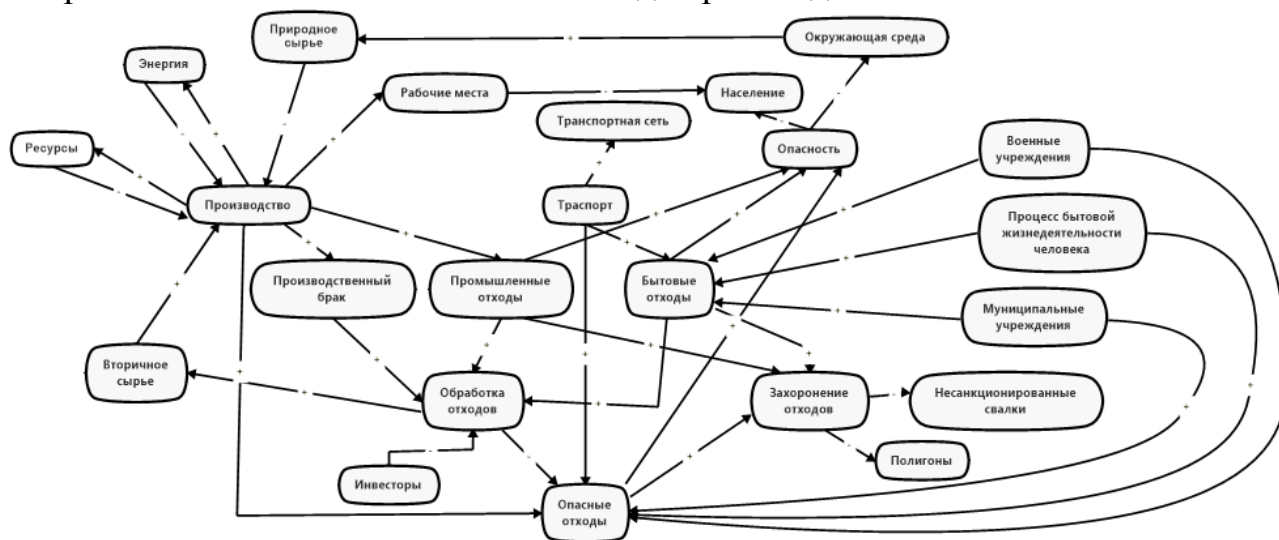 Природное
сырье
Окружающая среда
Энергия
Рабочие места
Население
Транспортная сеть
Военные
учреждения
Ресурсы
Опасность
Производство
Траспорт
Процесс бытовой
жизнедеятельности
человека
Производственный
брак
Промышленные
отходы
Бытовые
отходы
Муниципальные
учреждения
Вторичное
сырье
Обработка
отходов
Захоронение
отходов
Несанкционированные
свалки
Полигоны
Инвесторы
Опасные
отходы